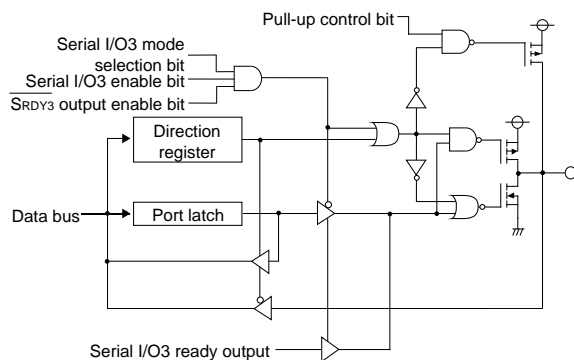 Pull-up control bit
Serial I/O3 mode
selection bit
Serial I/O3 enable bit
SRDY3 output enable bit
Direction
register
Data bus
Port latch
Serial I/O3 ready output